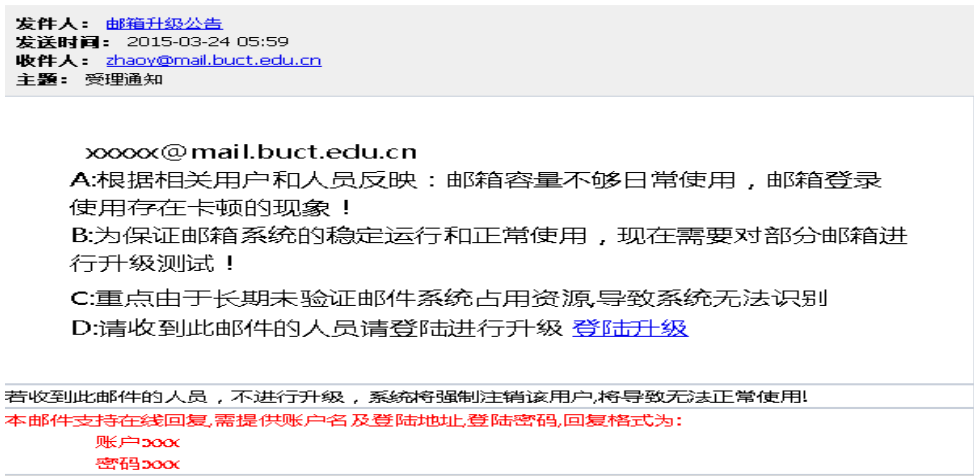 发件人： 邮箱升级公告
发送时间： 2015-03-24 05:59
收件人： zhaoy@mail.buct.edu.cn
主题： 受理通知
xxxxx@mail.buct.edu.cn
A:根据相关用户和人员反映：邮箱容量不够日常使用，邮箱登录
使用存在卡顿的现象！
B:为保证邮箱系统的稳定运行和正常使用，现在需要对部分邮箱进
行升级测试！
C:重点由于长期未验证邮件系统占用资源,导致系统无法识别
D:请收到此邮件的人员请登陆进行升级 登陆升级
若收到此邮件的人员，不进行升级，系统将强制注销该用户,将导致无法正常使用!
本邮件支持在线回复,需提供账户名及登陆地址,登陆密码,回复格式为:
账户:xxx
密码:xxx